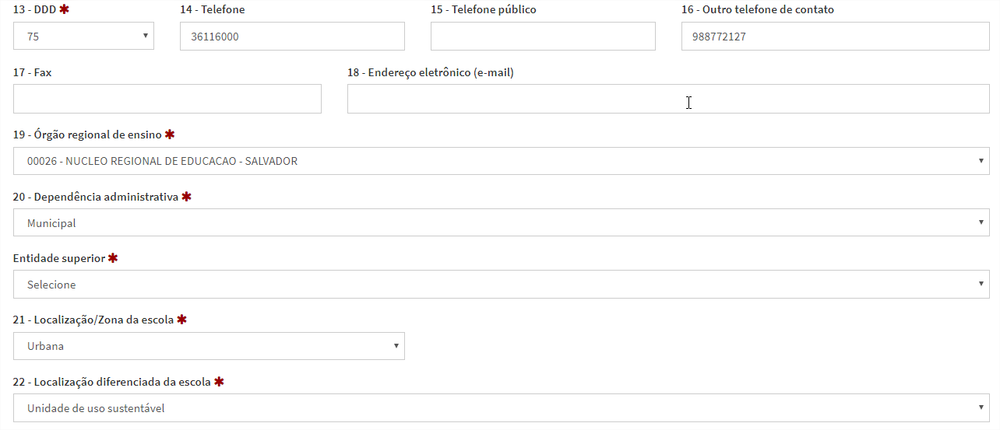 13 - DDD ✱ 14 - Telefone 15 - Telefone público 16 - Outro telefone de contato
75 36116000 988772127
17 - Fax 18 - Endereço eletrônico (e-mail)
19 - Órgão regional de ensino ✱
00026 - NUCLEO REGIONAL DE EDUCACAO - SALVADOR
20 - Dependência administrativa ✱
Municipal
Entidade superior ✱
Selecione
21 - Localização/Zona da escola ✱
Urbana
22 - Localização diferenciada da escola ✱
Unidade de uso sustentável